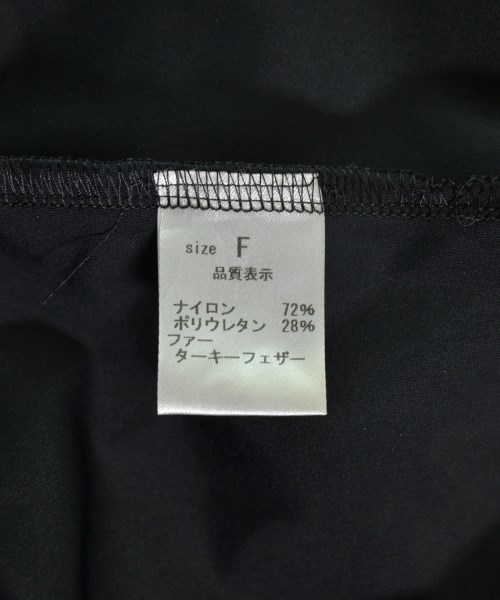 size F
品質表示
ナイロン 72%
ポリウレタン 28%
ファー
ターキーフェザー